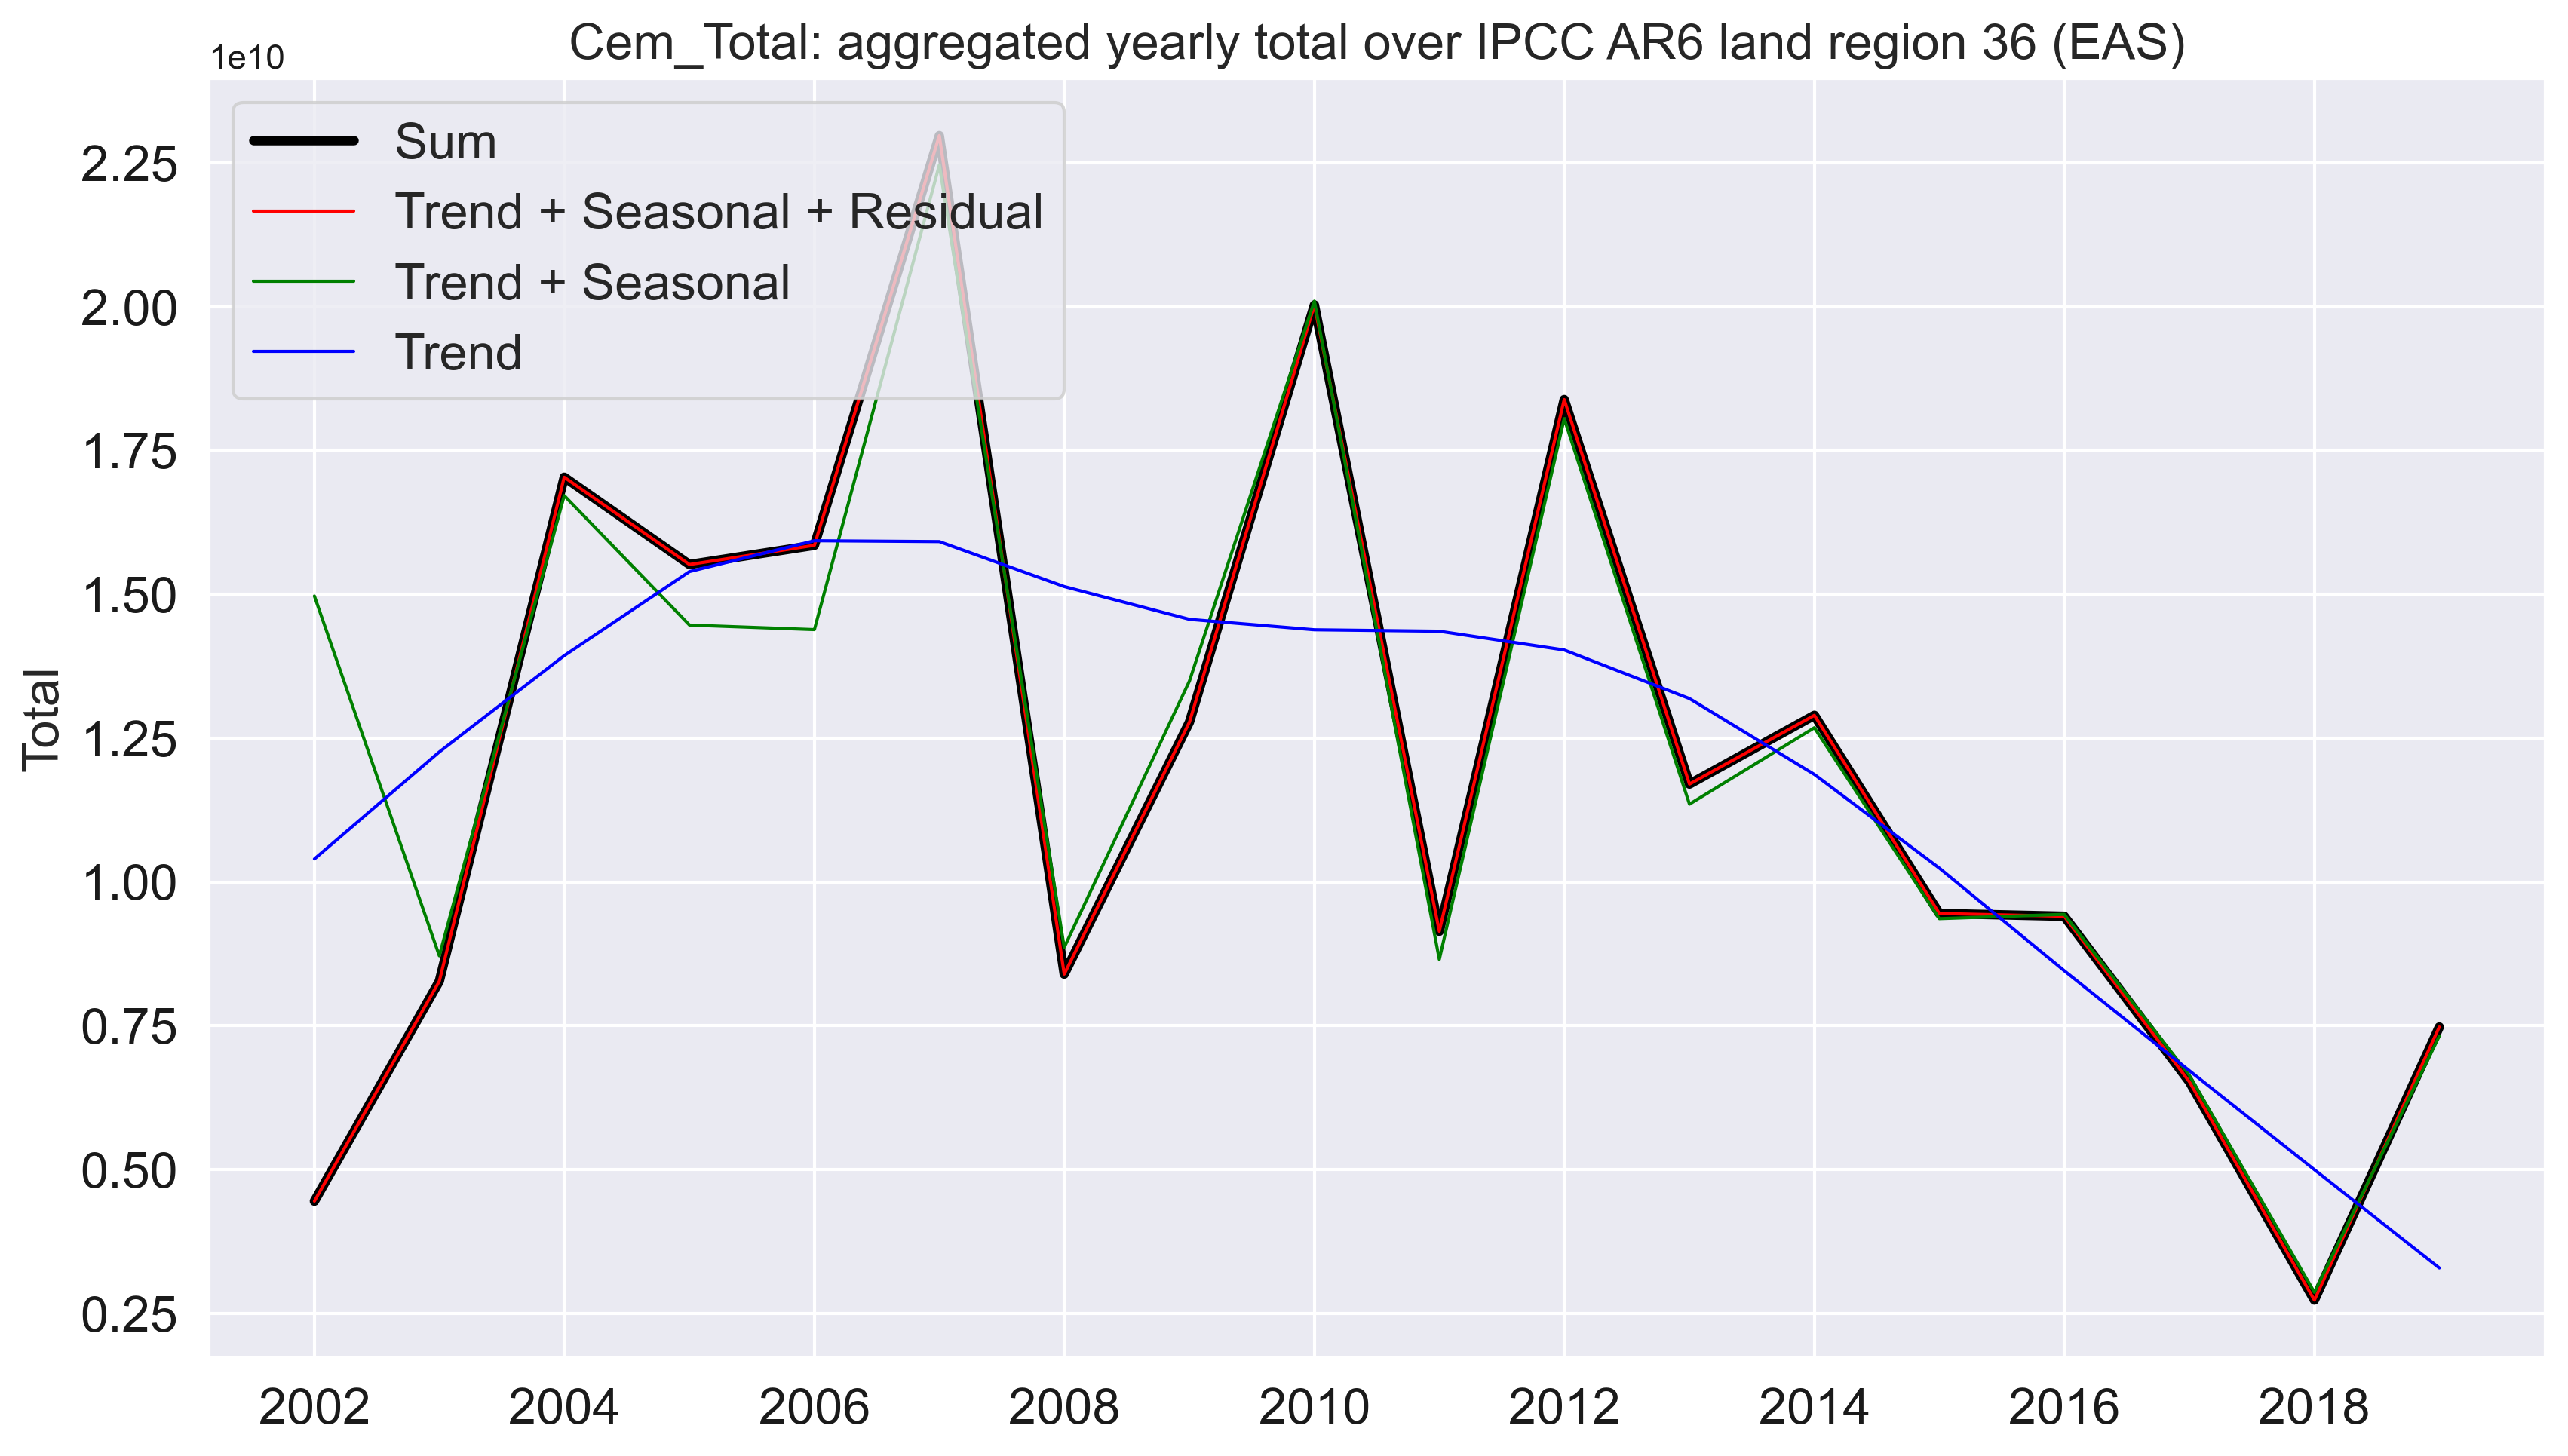 Cem_Total: aggregated yearly total over IPCC AR6 land region 36 (EAS)
1e10
Sum
Trend + Seasonal + Residual
Trend + Seasonal
Trend
2.25
2.00
1.75
1.50
1.25
1.00
0.75
0.50
0.25
Total
2002 2004 2006 2008 2010 2012 2014 2016 2018